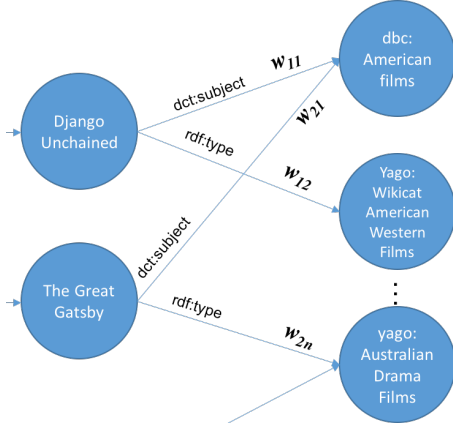 dbc:
American
films
w11
dct:subject
w21
Django
Unchained
rdf:type
w12
Yago:
Wikicat
American
Western
Films
dct:subject
The Great
Gatsby
rdf:type
w2n
yago:
Australian
Drama
Films